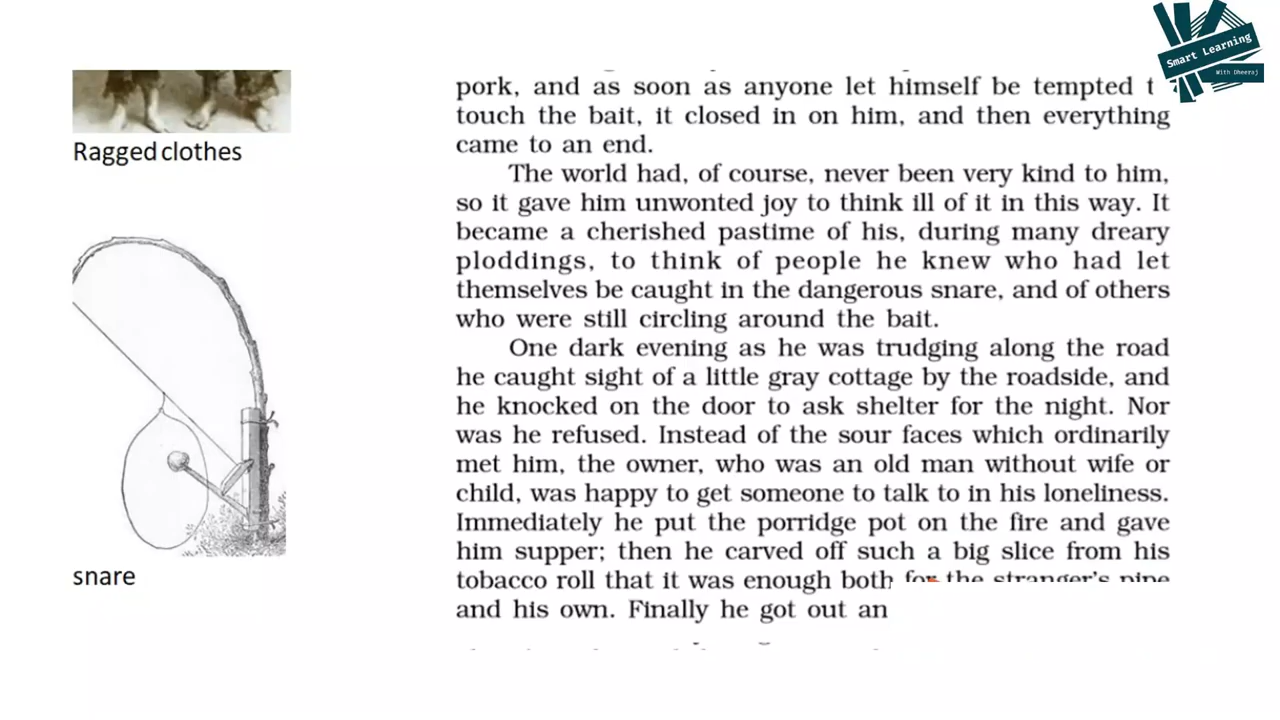 Smart Learning
With Dheeraj
Ragged clothes
snare
pork, and as soon as anyone let himself be tempted t
touch the bait, it closed in on him, and then everything
came to an end.
The world had, of course, never been very kind to him,
so it gave him unwonted joy to think ill of it in this way. It
became a cherished pastime of his, during many dreary
ploddings, to think of people he knew who had let
themselves be caught in the dangerous snare, and of others
who were still circling around the bait.
One dark evening as he was trudging along the road
he caught sight of a little gray cottage by the roadside, and
he knocked on the door to ask shelter for the night. Nor
was he refused. Instead of the sour faces which ordinarily
met him, the owner, who was an old man without wife or
child, was happy to get someone to talk to in his loneliness.
Immediately he put the porridge pot on the fire and gave
him supper; then he carved off such a big slice from his
tobacco roll that it was enough both for the stranger's pipe
and his own. Finally he got out an